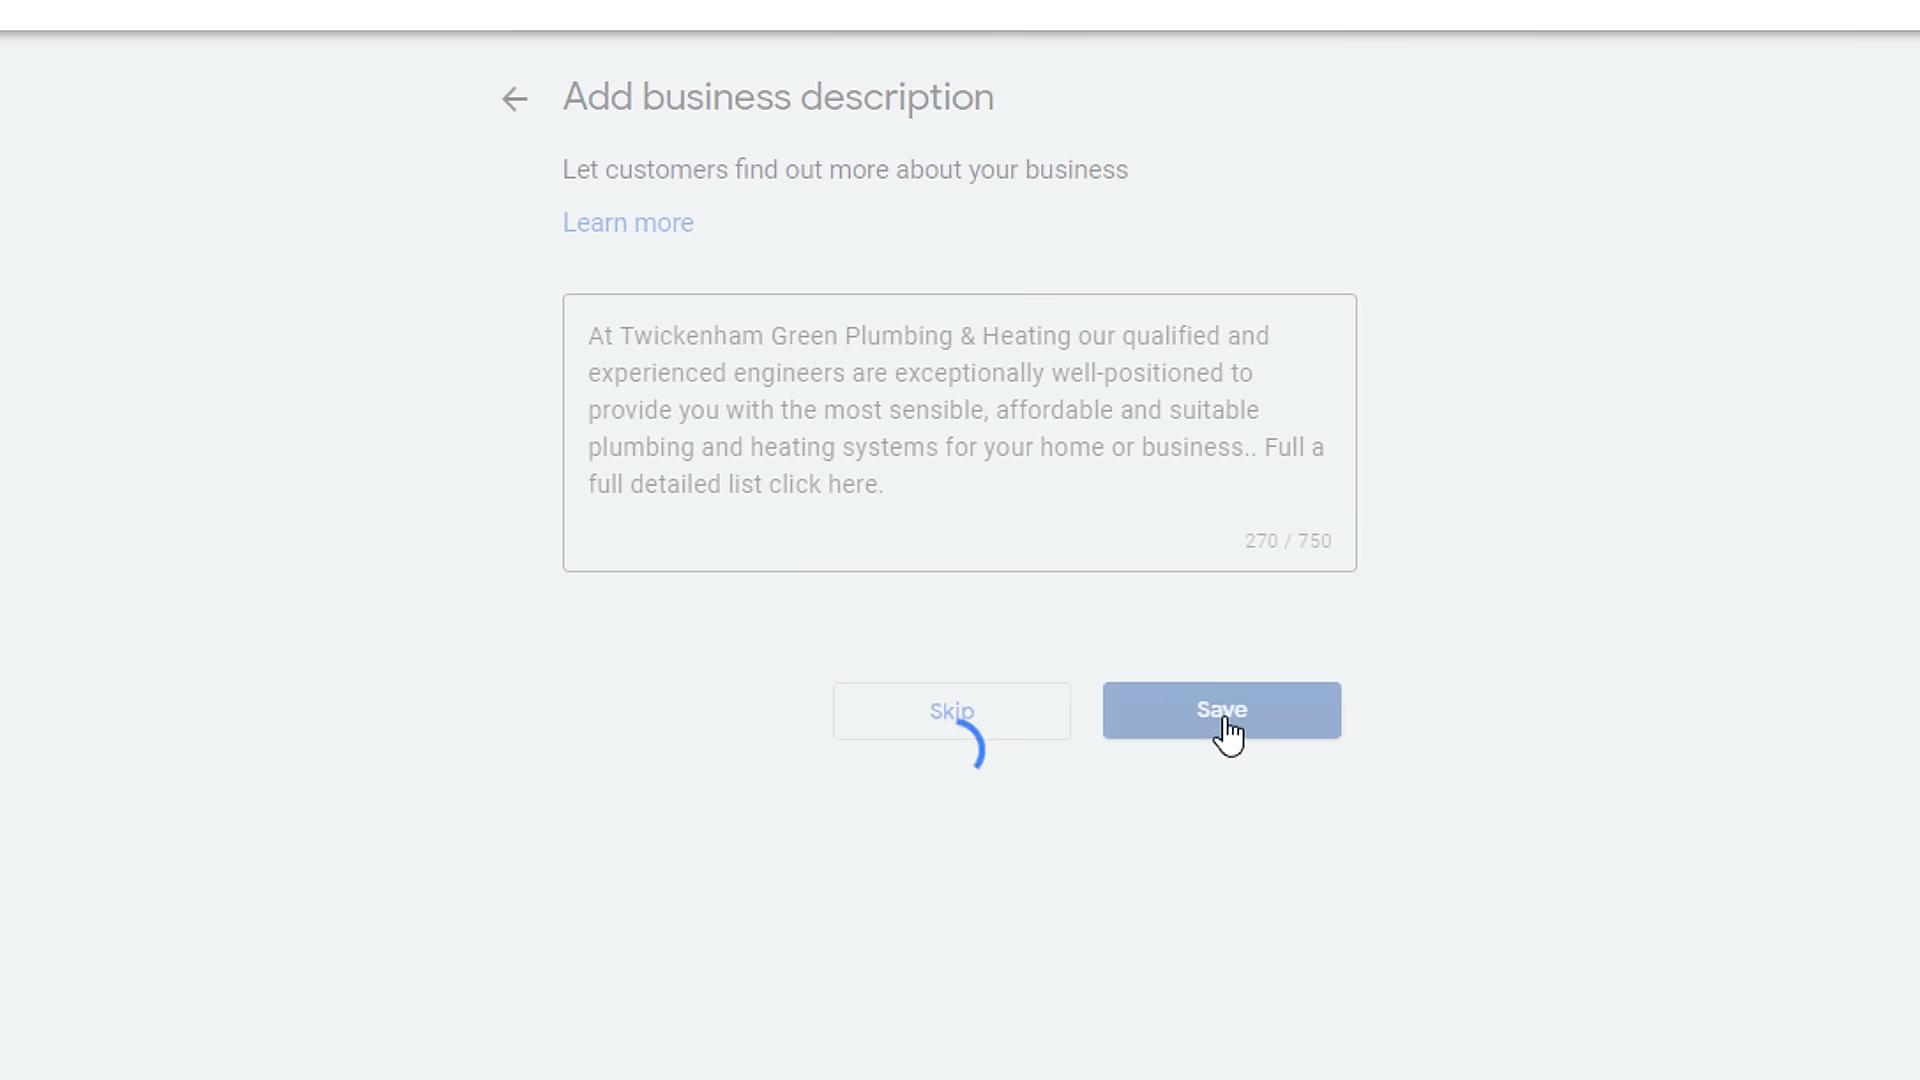 Add business description
Let customers find out more about your business
Learn more
At Twickenham Green Plumbing & Heating our qualified and
experienced engineers are exceptionally well-positioned to
provide you with the most sensible, affordable and suitable
plumbing and heating systems for your home or business.. Full a
full detailed list click here.
270 / 750
Skip
Save